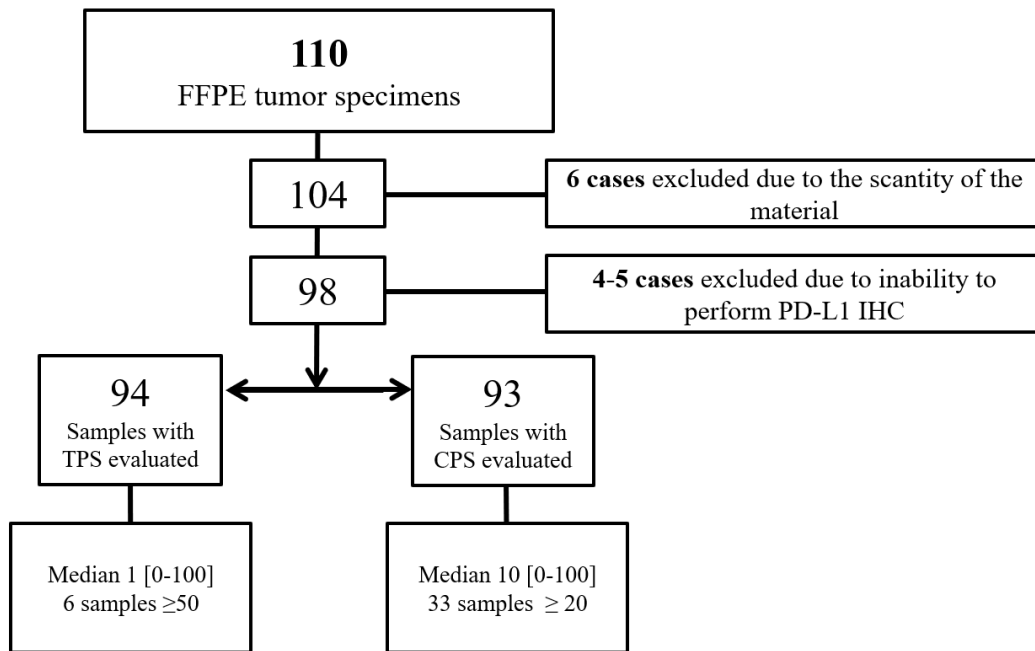 110
FFPE tumor specimens
104
6 cases excluded due to the scantity of the
material
98
4-5 cases excluded due to inability to
perform PD-L1 IHC
94
Samples with
TPS evaluated
93
Samples with
CPS evaluated
Median 1 [0-100]
6 samples ≥50
Median 10 [0-100]
33 samples ≥ 20